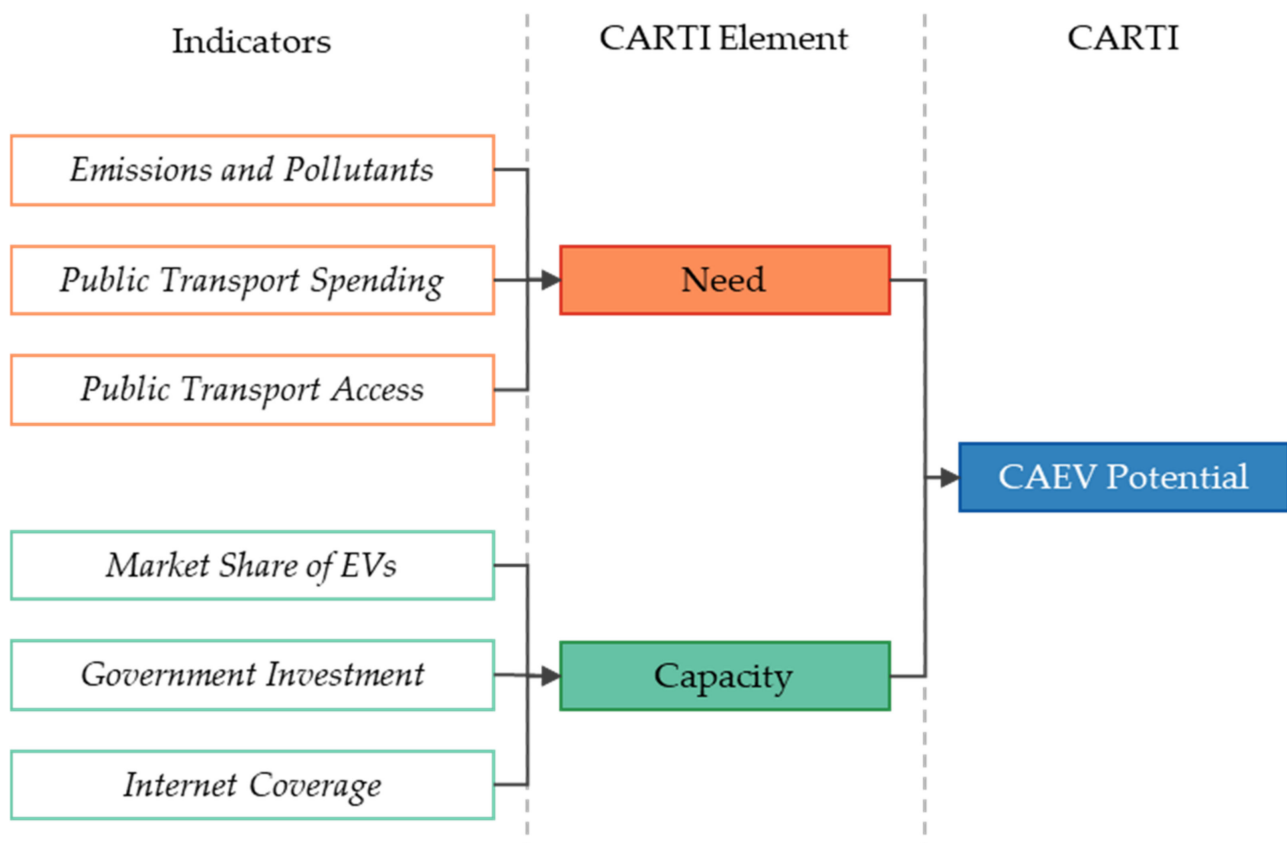 Indicators
CARTI Element
CARTI
Emissions and Pollutants
Public Transport Spending
Need
Public Transport Access
CAEV Potential
Market Share of EVs
Government Investment
Capacity
Internet Coverage